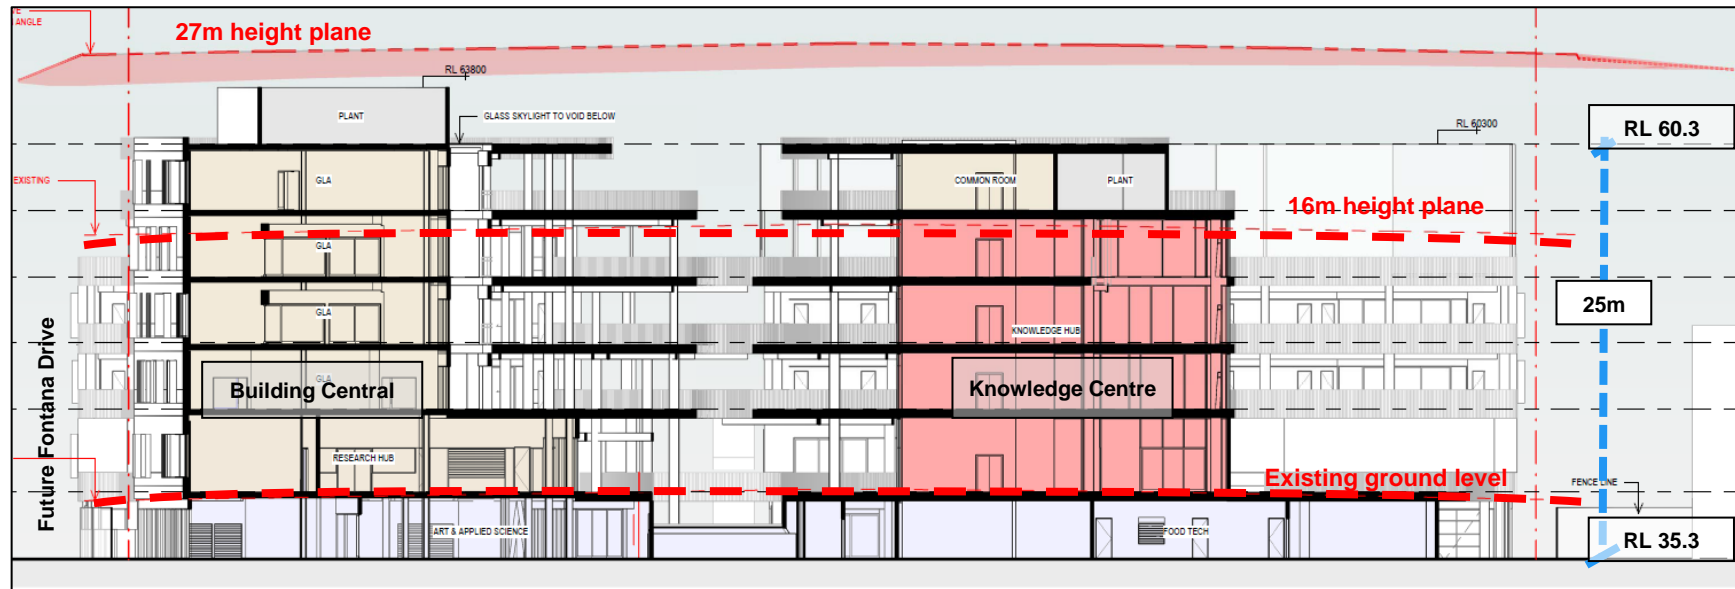 VE
ANGLE
27m height plane
RL 63800
PLANT
GLASS SKYLIGHT TO VOID BELOW
RL 60300
RL 60.3
EXISTING
GLA
COMMON ROOM
PLANT
16m height plane
GLA
GLA
25m
KNOWLEDGE HUB
GLA
Building Central
Knowledge Centre
Future Fontana Drive
RESEARCH HUB
Existing ground level
FENCE LINE
ART & APPLIED SCIENCE
FOOD TECH
RL 35.3